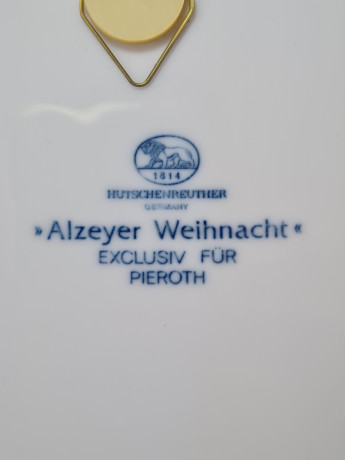 1814
HUTSCHENREUTHER
GERMANY
»Alzeyer Weihnacht«
EXCLUSIV FÜR
PIEROTH